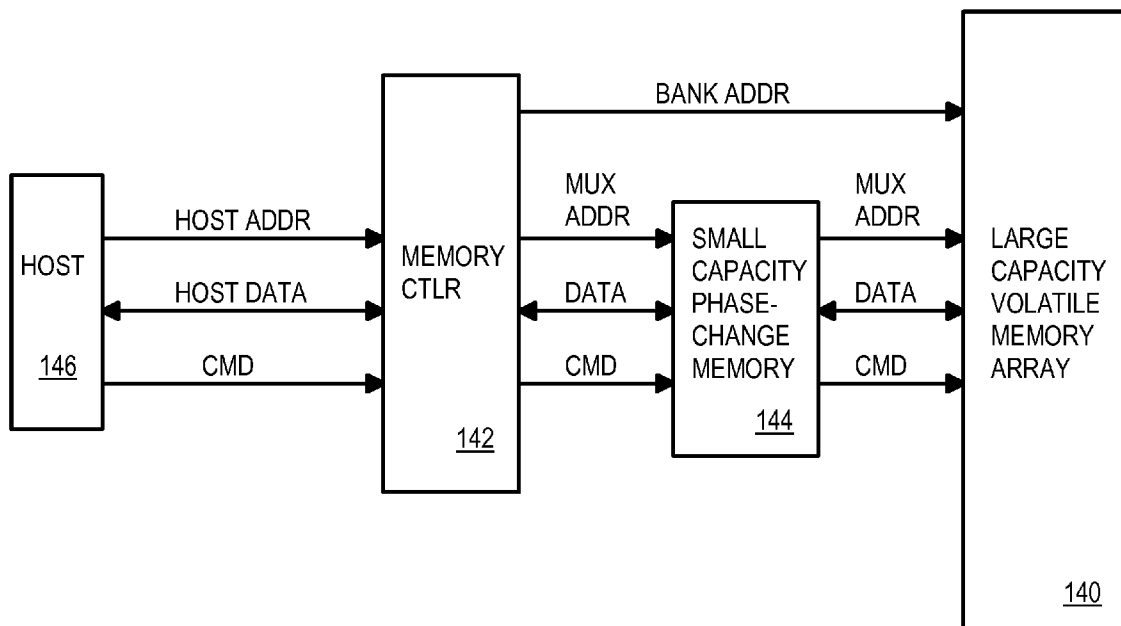 BANK ADDR
MUX
ADDR
MUX
ADDR
HOST ADDR
HOST
HOST DATA
CMD
146
MEMORY
CTLR
142
DATA
CMD
SMALL
CAPACITY
PHASE-
CHANGE
MEMORY
144
DATA
CMD
LARGE
CAPACITY
VOLATILE
MEMORY
ARRAY
140